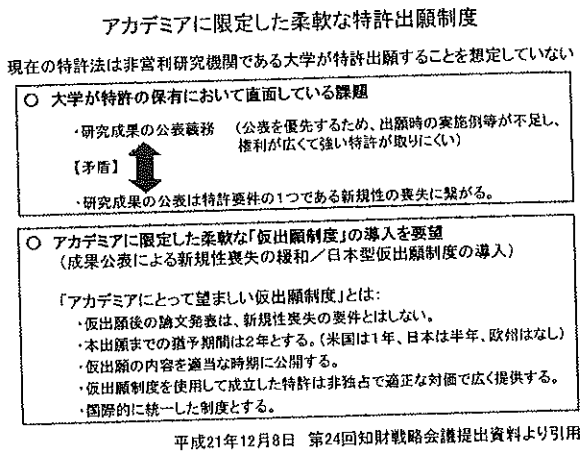 アカデミアに限定した柔軟な特許出願制度
現在の特許法は非営利研究機関である大学が特許出願することを想定していない
○ 大学が特許の保有において直面している課題
・研究成果の公表義務 (公表を優先するため、出願時の実施例等が不足し、
権利が広くて強い特許が取りにくい)
【矛盾】
・研究成果の公表は特許要件の1つである新規性の喪失に繋がる。
○ アカデミアに限定した柔軟な「仮出願制度」の導入を要望
(成果公表による新規性喪失の緩和/日本型仮出願制度の導入)
「アカデミアにとって望ましい仮出願制度」とは:
・仮出願後の論文発表は、新規性喪失の要件とはしない。
・本出願までの猶予期間は2年とする。(米国は1年、日本は半年、欧州はなし)
・仮出願の内容を適当な時期に公開する。
・仮出願制度を使用して成立した特許は非独占で適正な対価で広く提供する。
・国際的に統一した制度とする。
平成21年12月8日 第24回知財戦略会議提出資料より引用